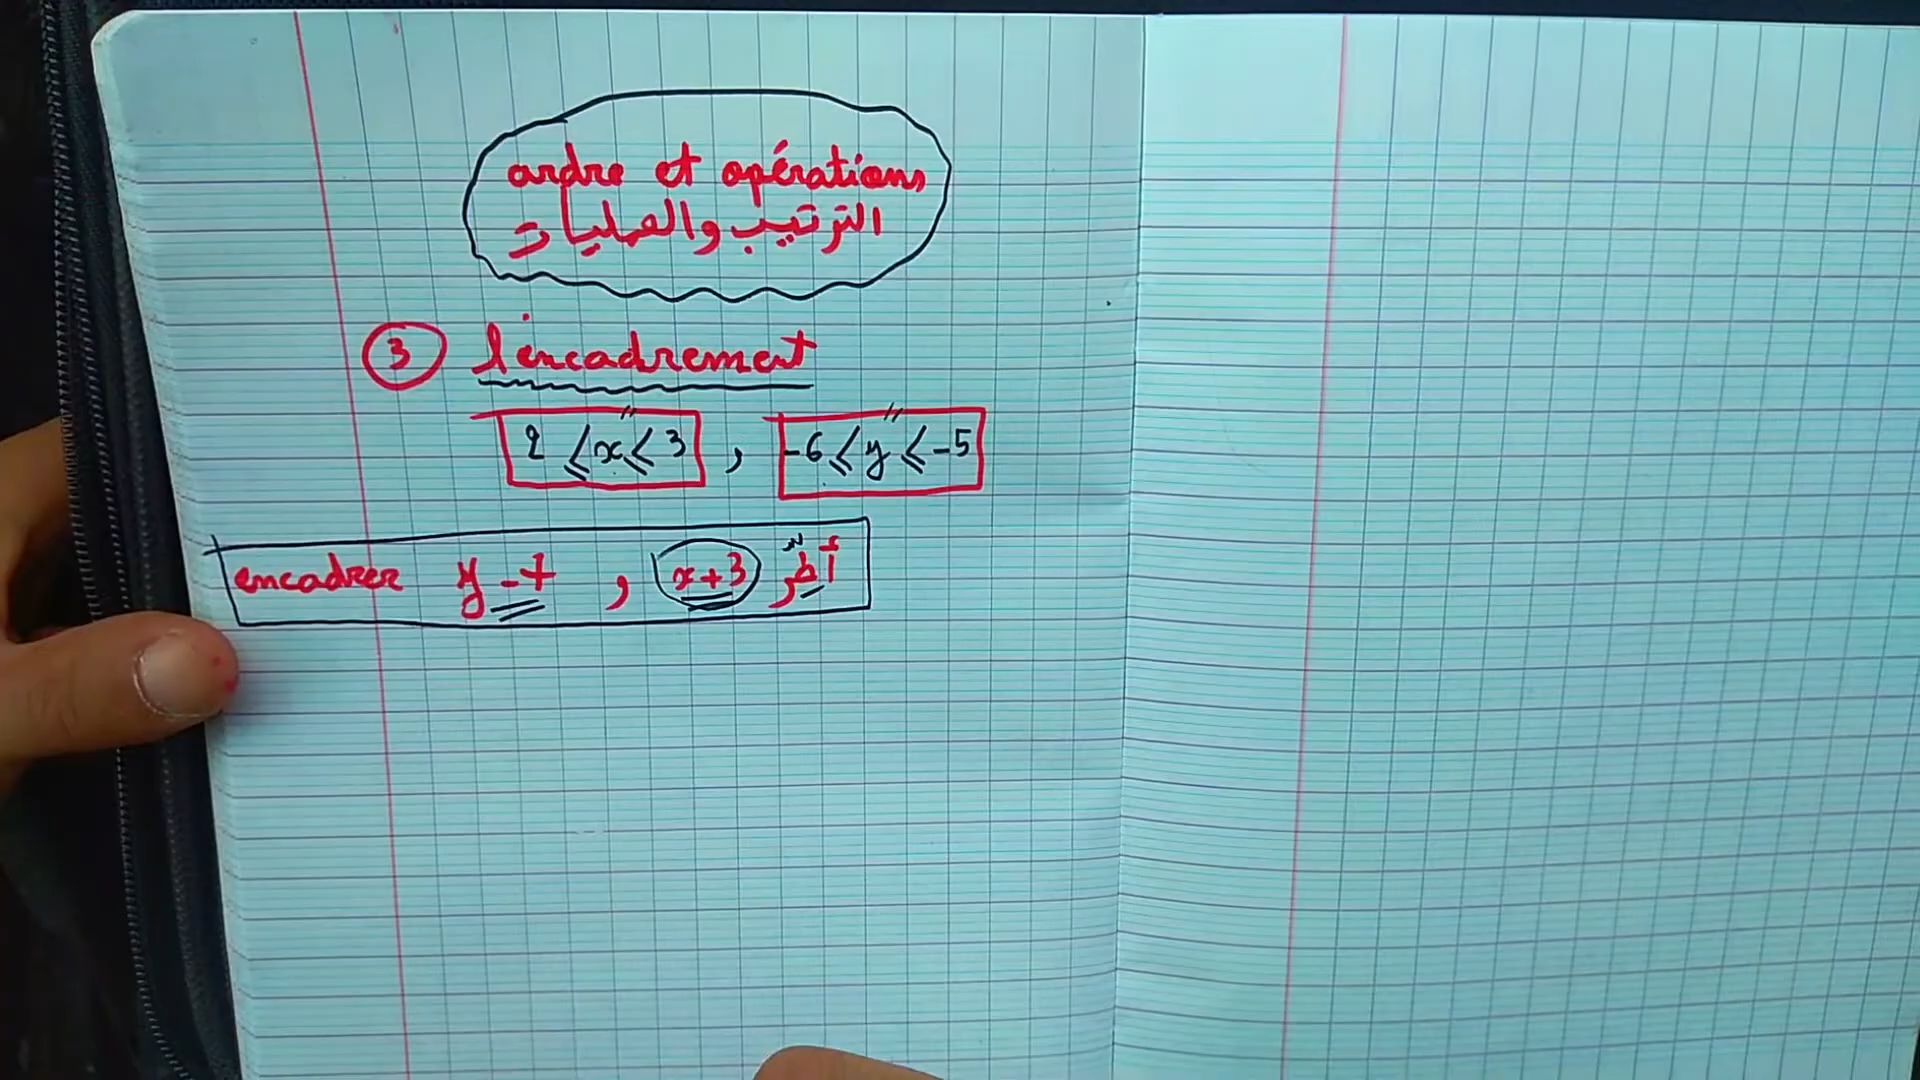 ordre et opérations
الترتيب والعمليات
3 l'encadrement
2 ⩽ x ⩽ 3 , -6 ⩽ y ⩽ -5
encadrer y - 7 , x + 3 أطر